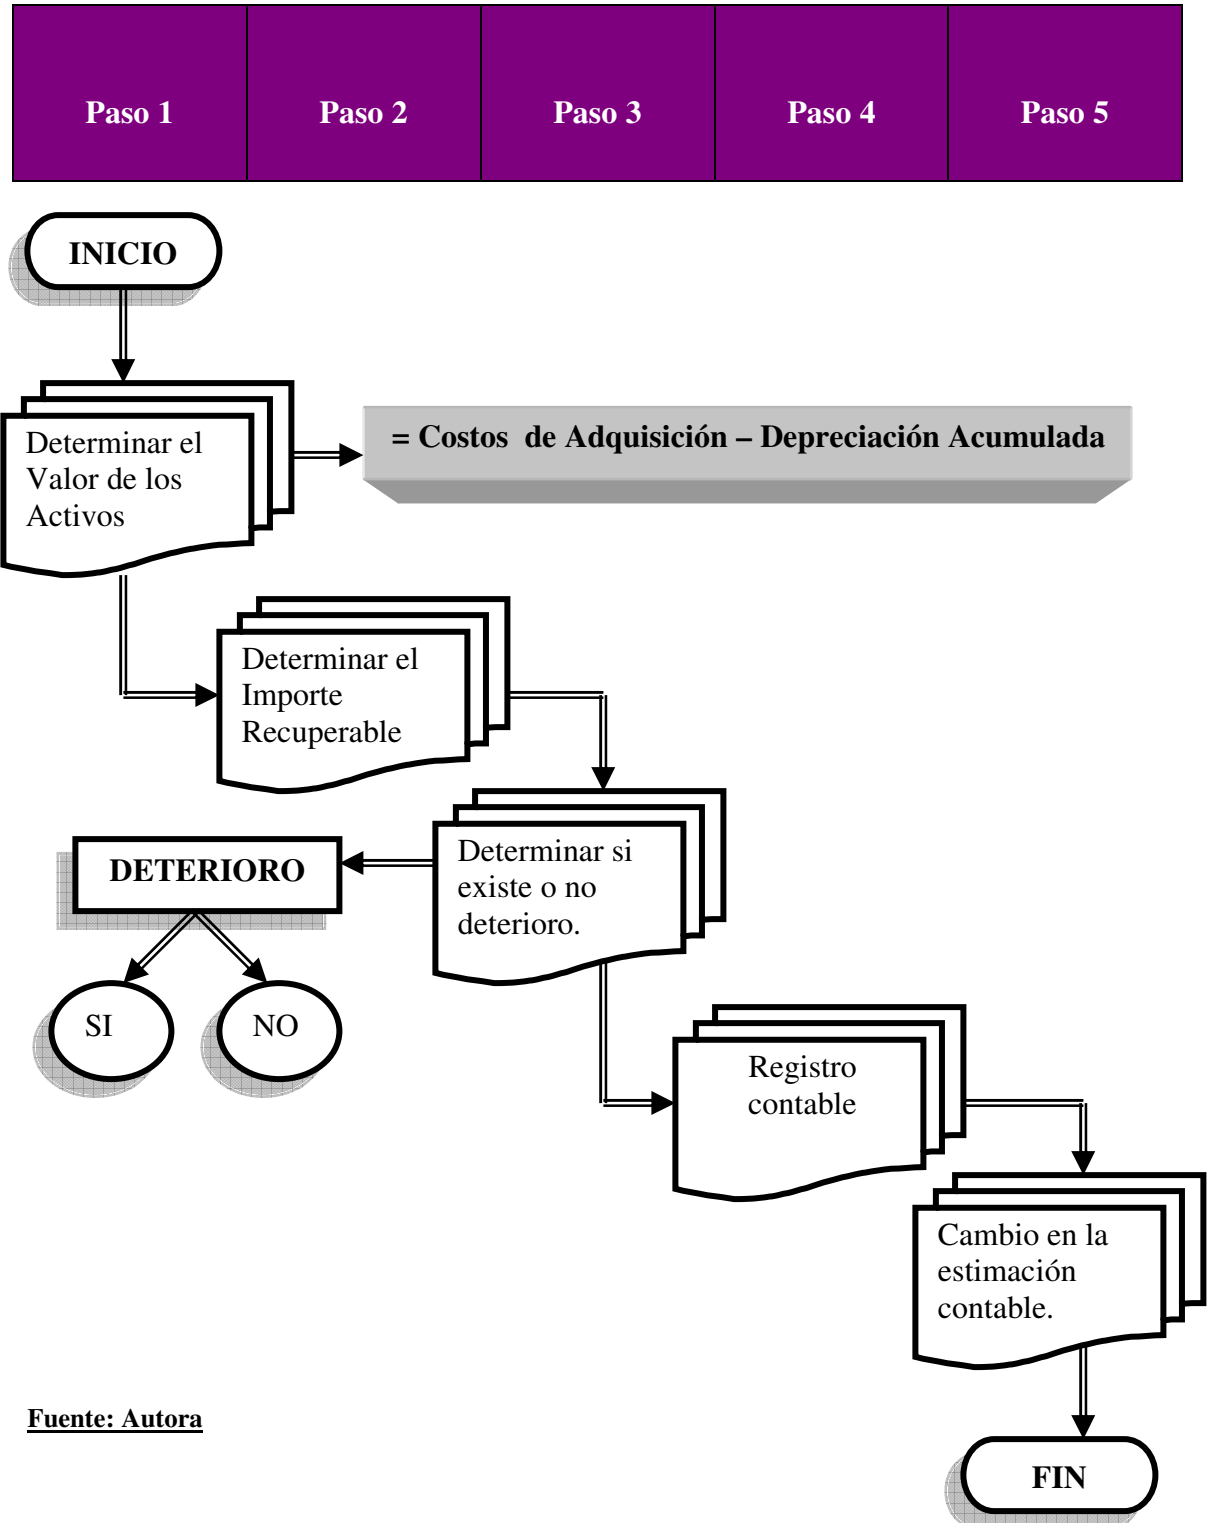 Paso 1 Paso 2 Paso 3 Paso 4 Paso 5
INICIO
Determinar el
Valor de los
Activos
= Costos de Adquisición – Depreciación Acumulada
Determinar el
Importe
Recuperable
Determinar si
existe o no
deterioro.
DETERIORO
SI
NO
Registro
contable
Cambio en la
estimación
contable.
Fuente: Autora
FIN